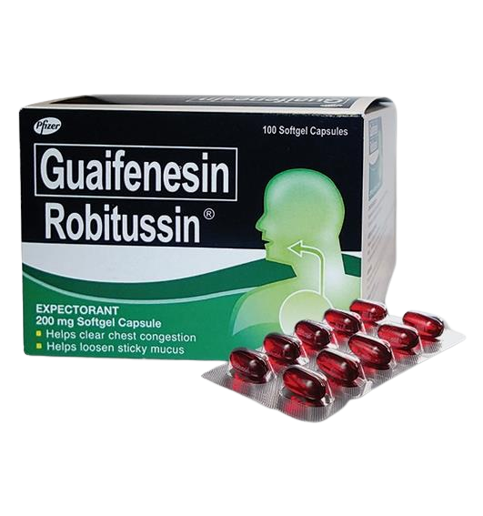 Pfizer
100 Softgel Capsules
Guaifenesin
Robitussin®
EXPECTORANT
200 mg Softgel Capsule
Helps clear chest congestion
Helps loosen sticky mucus
Guaifenesin